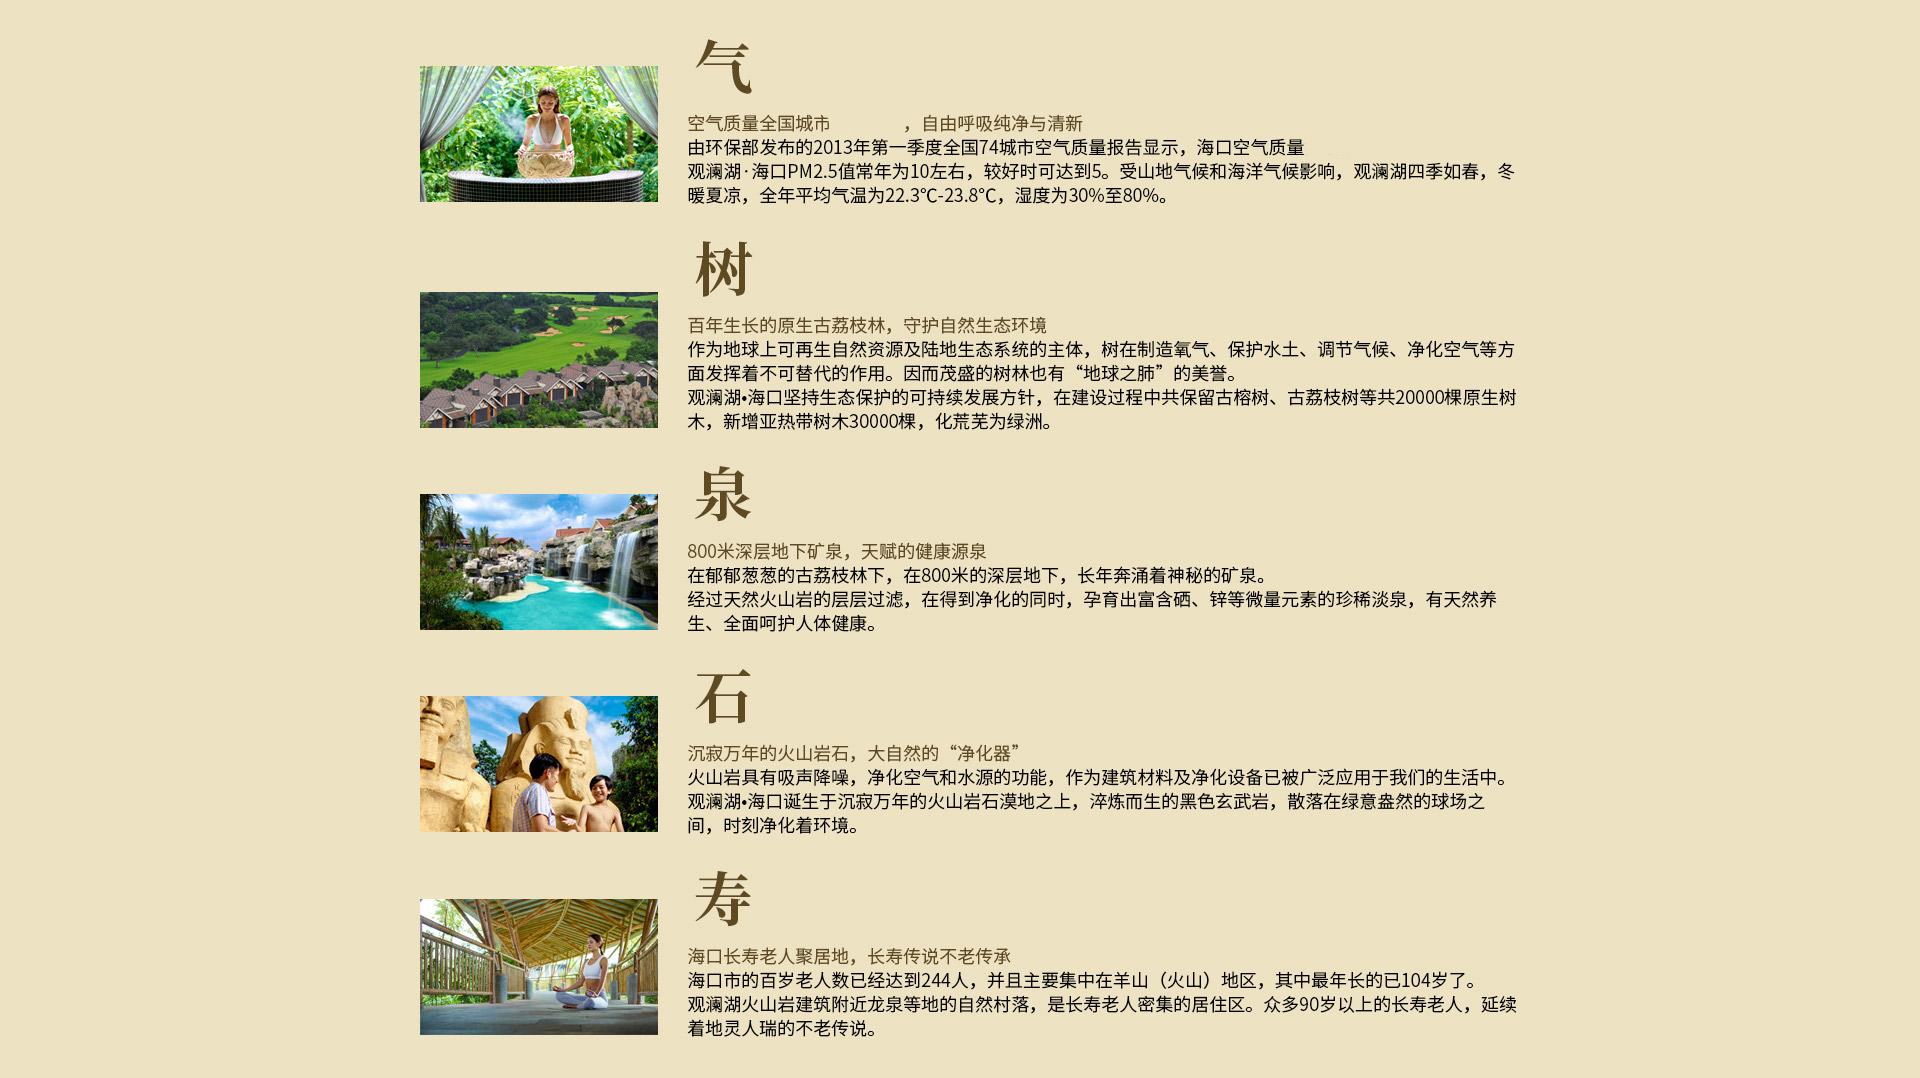 气
空气质量全国城市　　　　，自由呼吸纯净与清新
由环保部发布的2013年第一季度全国74城市空气质量报告显示，海口空气质量
观澜湖·海口PM2.5值常年为10左右，较好时可达到5。受山地气候和海洋气候影响，观澜湖四季如春，冬
暖夏凉，全年平均气温为22.3℃-23.8℃，湿度为30%至80%。
树
百年生长的原生古荔枝林，守护自然生态环境
作为地球上可再生自然资源及陆地生态系统的主体，树在制造氧气、保护水土、调节气候、净化空气等方
面发挥着不可替代的作用。因而茂盛的树林也有“地球之肺”的美誉。
观澜湖•海口坚持生态保护的可持续发展方针，在建设过程中共保留古榕树、古荔枝树等共20000棵原生树
木，新增亚热带树木30000棵，化荒芜为绿洲。
泉
800米深层地下矿泉，天赋的健康源泉
在郁郁葱葱的古荔枝林下，在800米的深层地下，长年奔涌着神秘的矿泉。
经过天然火山岩的层层过滤，在得到净化的同时，孕育出富含硒、锌等微量元素的珍稀淡泉，有天然养
生、全面呵护人体健康。
石
沉寂万年的火山岩石，大自然的“净化器”
火山岩具有吸声降噪，净化空气和水源的功能，作为建筑材料及净化设备已被广泛应用于我们的生活中。
观澜湖•海口诞生于沉寂万年的火山岩石漠地之上，淬炼而生的黑色玄武岩，散落在绿意盎然的球场之
间，时刻净化着环境。
寿
海口长寿老人聚居地，长寿传说不老传承
海口市的百岁老人数已经达到244人，并且主要集中在羊山（火山）地区，其中最年长的已104岁了。
观澜湖火山岩建筑附近龙泉等地的自然村落，是长寿老人密集的居住区。众多90岁以上的长寿老人，延续
着地灵人瑞的不老传说。